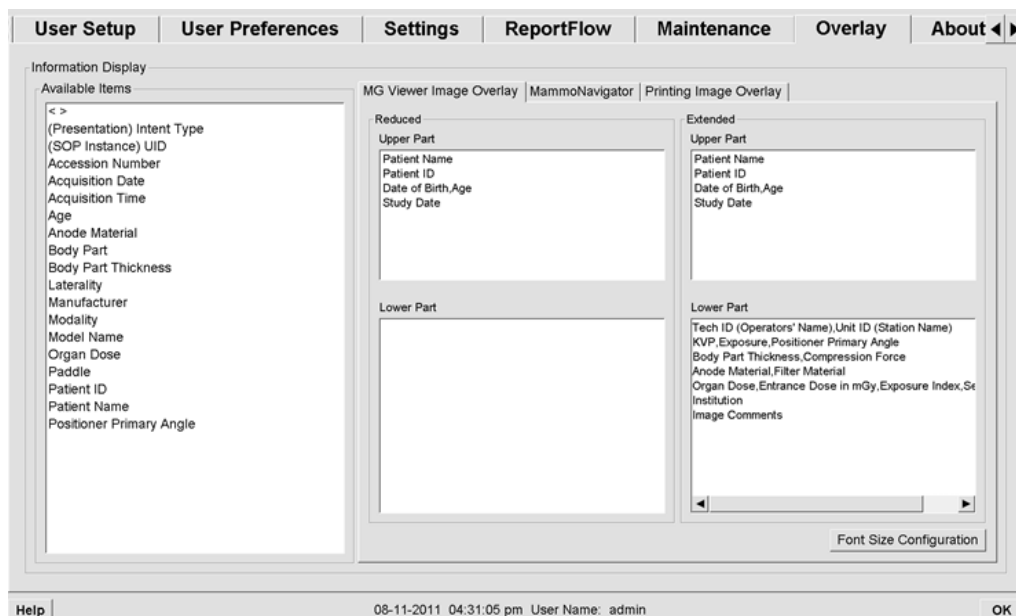 User Setup User Preferences Settings ReportFlow Maintenance Overlay About
Information Display
Available Items
< >
(Presentation) Intent Type
(SOP Instance) UID
Accession Number
Acquisition Date
Acquisition Time
Age
Anode Material
Body Part
Body Part Thickness
Laterality
Manufacturer
Modality
Model Name
Organ Dose
Paddle
Patient ID
Patient Name
Positioner Primary Angle
MG Viewer Image Overlay MammoNavigator Printing Image Overlay
Reduced
Upper Part
Patient Name
Patient ID
Date of Birth,Age
Study Date
Lower Part
Extended
Upper Part
Patient Name
Patient ID
Date of Birth,Age
Study Date
Lower Part
Tech ID (Operators' Name),Unit ID (Station Name)
KVP,Exposure,Positioner Primary Angle
Body Part Thickness,Compression Force
Anode Material,Filter Material
Organ Dose,Entrance Dose in mGy,Exposure Index,Se
Institution
Image Comments
Font Size Configuration
Help 08-11-2011 04:31:05 pm User Name: admin OK